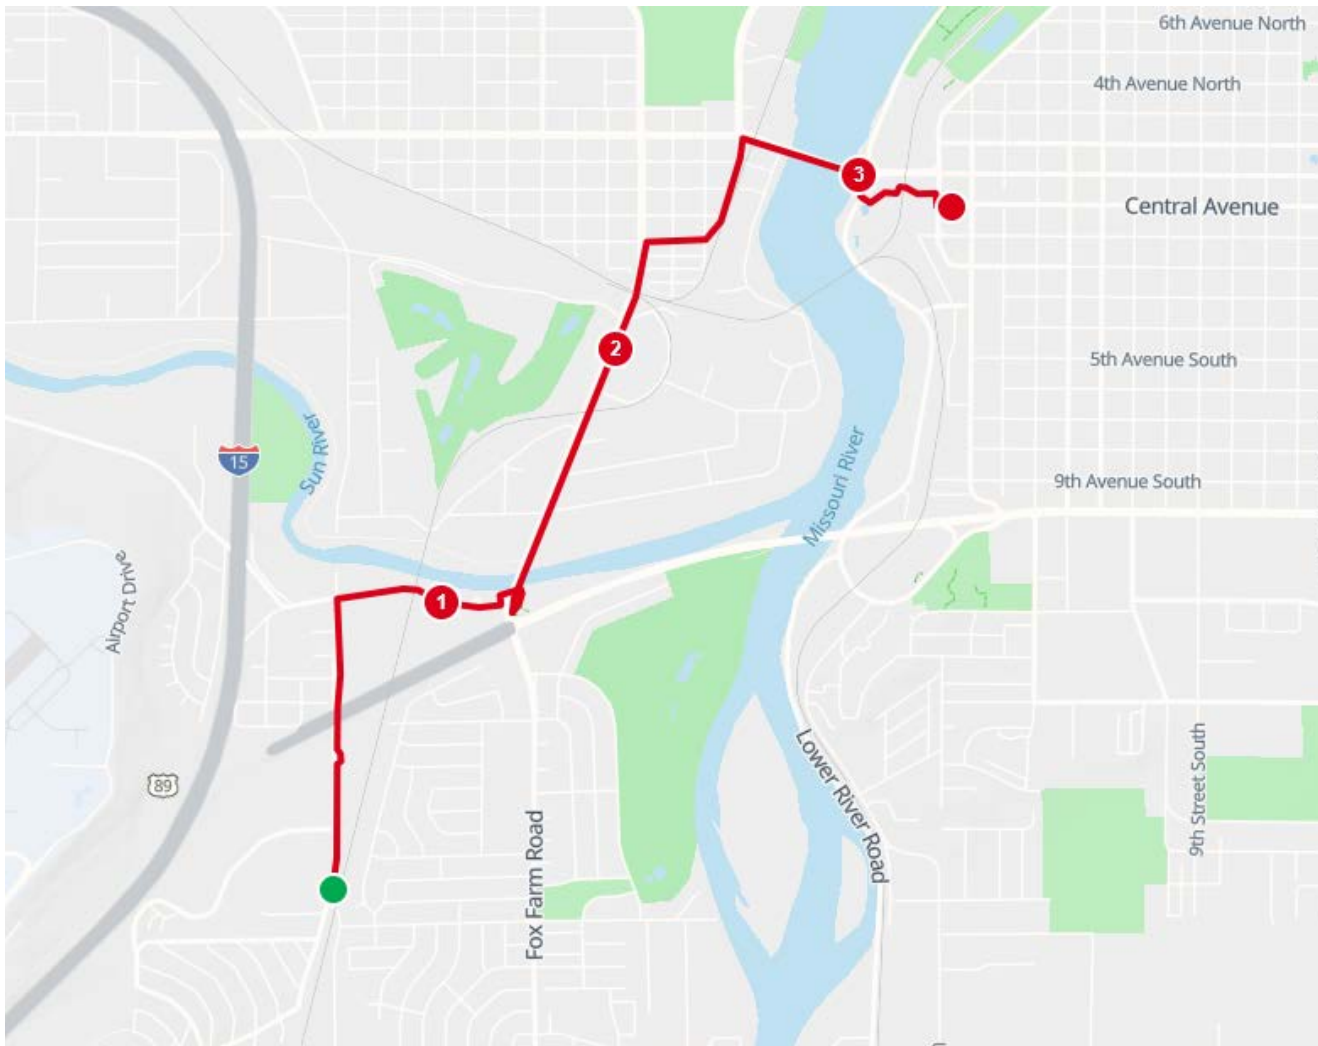 6th Avenue North
4th Avenue North
3
Central Avenue
2
5th Avenue South
15
Sun River
Missouri River
9th Avenue South
Airport Drive
1
89
Lower River Road
9th Street South
Fox Farm Road